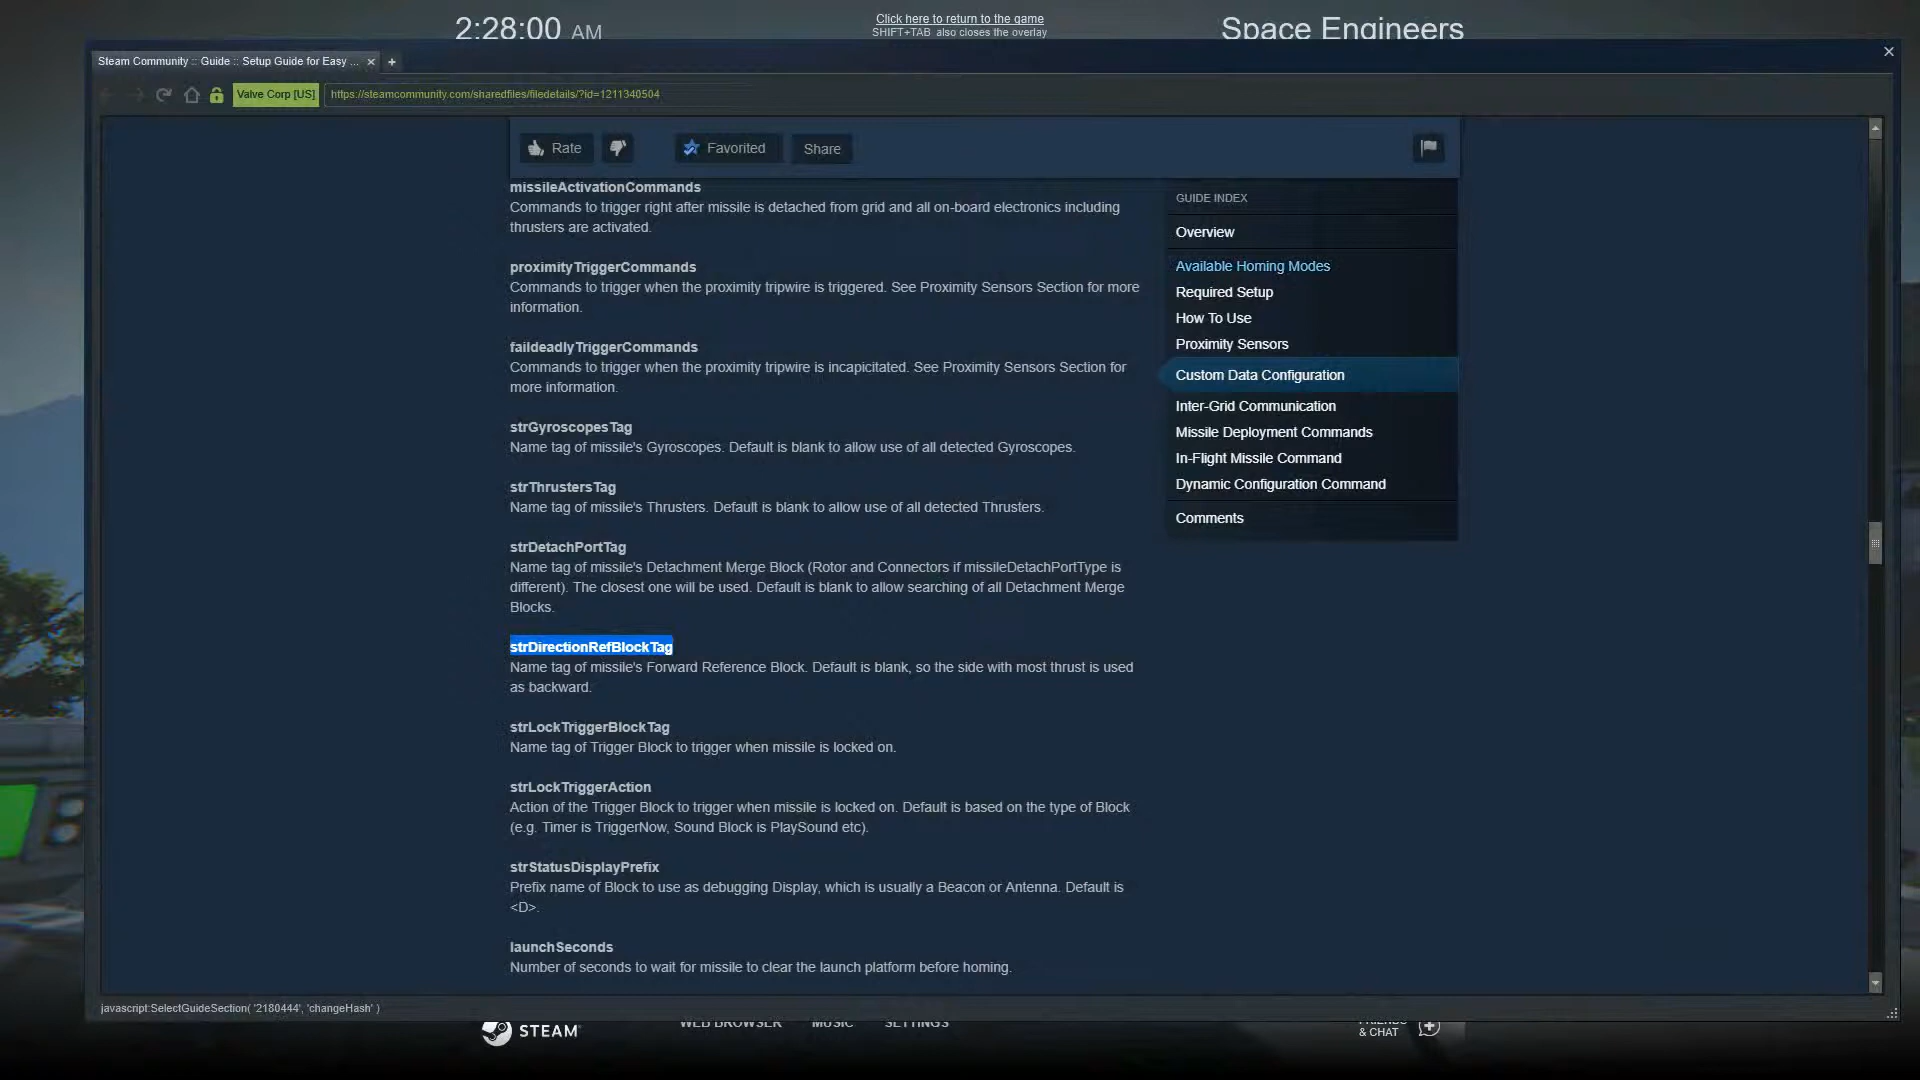 2:28:00 AM
Click here to return to the game
SHIFT+TAB also closes the overlay
Space Engineers
Steam Community :: Guide :: Setup Guide for Easy ...
Valve Corp [US]
https://steamcommunity.com/sharedfiles/filedetails/?id=1211340504
Rate
Favorited
Share
missileActivationCommands
Commands to trigger right after missile is detached from grid and all on-board electronics including
thrusters are activated.
proximityTriggerCommands
Commands to trigger when the proximity tripwire is triggered. See Proximity Sensors Section for more
information.
faildeadlyTriggerCommands
Commands to trigger when the proximity tripwire is incapicitated. See Proximity Sensors Section for
more information.
strGyroscopesTag
Name tag of missile's Gyroscopes. Default is blank to allow use of all detected Gyroscopes.
strThrustersTag
Name tag of missile's Thrusters. Default is blank to allow use of all detected Thrusters.
strDetachPortTag
Name tag of missile's Detachment Merge Block (Rotor and Connectors if missileDetachPortType is
different). The closest one will be used. Default is blank to allow searching of all Detachment Merge
Blocks.
strDirectionRefBlockTag
Name tag of missile's Forward Reference Block. Default is blank, so the side with most thrust is used
as backward.
strLockTriggerBlockTag
Name tag of Trigger Block to trigger when missile is locked on.
strLockTriggerAction
Action of the Trigger Block to trigger when missile is locked on. Default is based on the type of Block
(e.g. Timer is TriggerNow, Sound Block is PlaySound etc).
strStatusDisplayPrefix
Prefix name of Block to use as debugging Display, which is usually a Beacon or Antenna. Default is
<D>.
launchSeconds
Number of seconds to wait for missile to clear the launch platform before homing.
GUIDE INDEX
Overview
Available Homing Modes
Required Setup
How To Use
Proximity Sensors
Custom Data Configuration
Inter-Grid Communication
Missile Deployment Commands
In-Flight Missile Command
Dynamic Configuration Command
Comments
javascript:SelectGuideSection( '2180444', 'changeHash' )
STEAM
WEB BROWSER
MUSIC
SETTINGS
FRIENDS
& CHAT